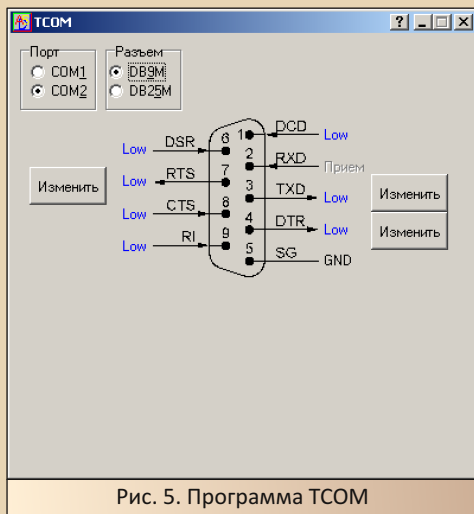 TCOM
Порт
COM1
COM2
Разъем
DB9M
DB25M
1 DCD Low
Low DSR 6
2 RXD Прием
Изменить
Low RTS 7
3 TXD Low
Изменить
Low CTS 8
4 DTR Low
Изменить
Low RI 9
5 SG GND
Рис. 5. Программа TCOM